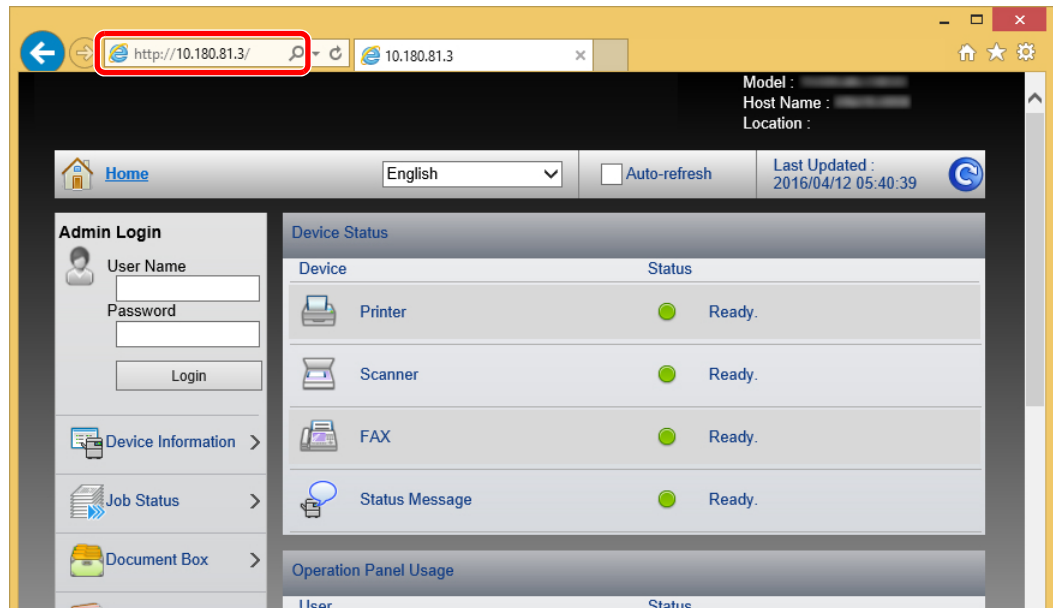 http://10.180.81.3/
10.180.81.3
Model :
Host Name :
Location :
Home
English
Auto-refresh
Last Updated :
2016/04/12 05:40:39
Admin Login
User Name
Password
Login
Device Information
Job Status
Document Box
Device Status
Device Status
Printer Ready.
Scanner Ready.
FAX Ready.
Status Message Ready.
Operation Panel Usage
User Status